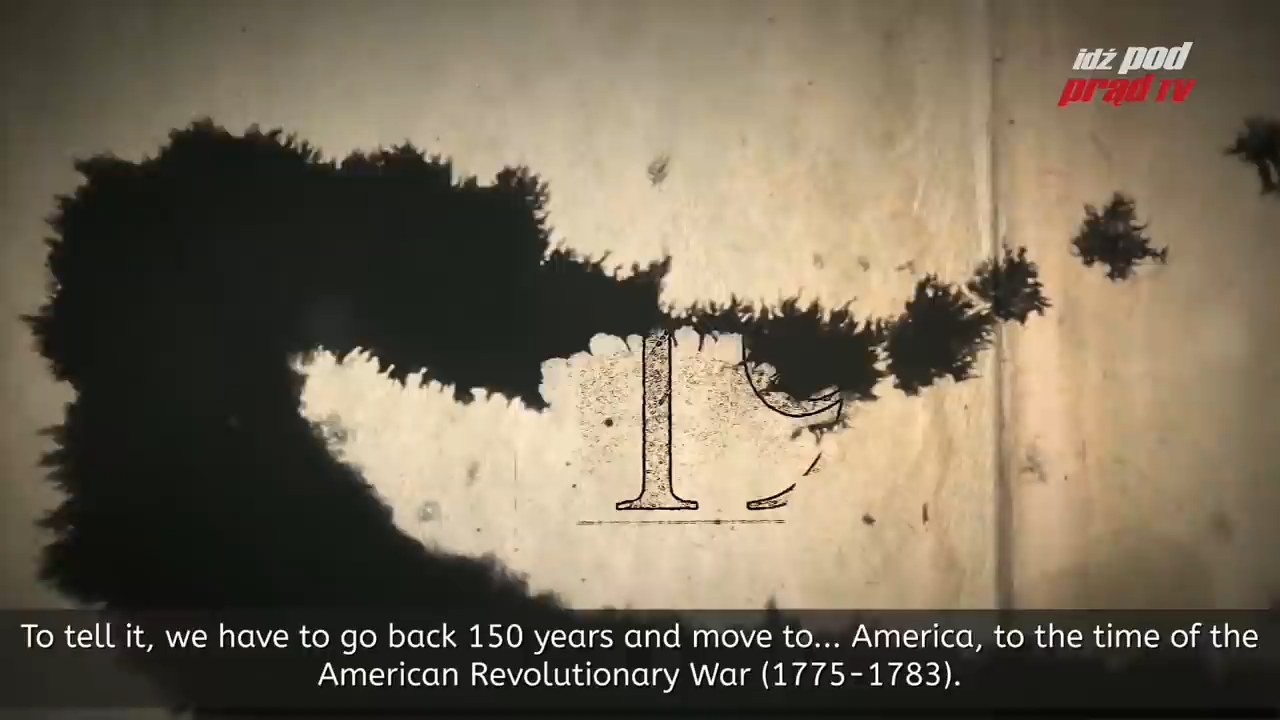 idź pod
prąd TV
To tell it, we have to go back 150 years and move to... America, to the time of the
American Revolutionary War (1775-1783).